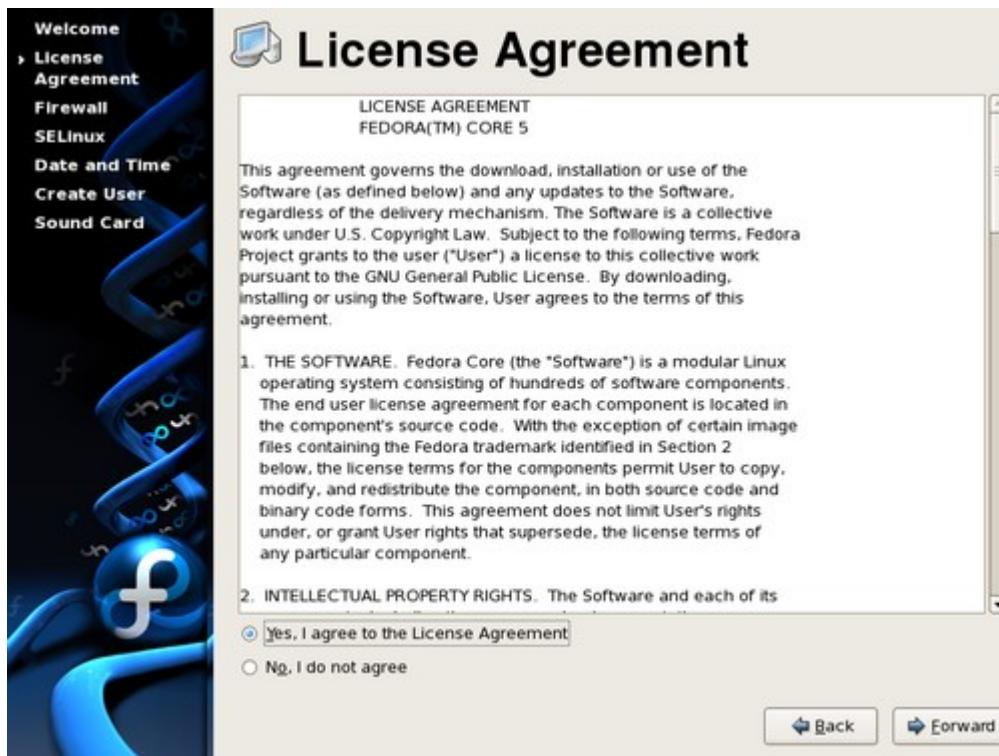 Welcome
License
Agreement
Firewall
SELinux
Date and Time
Create User
Sound Card
License Agreement
LICENSE AGREEMENT
FEDORA(TM) CORE 5
This agreement governs the download, installation or use of the
Software (as defined below) and any updates to the Software,
regardless of the delivery mechanism. The Software is a collective
work under U.S. Copyright Law. Subject to the following terms, Fedora
Project grants to the user ("User") a license to this collective work
pursuant to the GNU General Public License. By downloading,
installing or using the Software, User agrees to the terms of this
agreement.
1. THE SOFTWARE. Fedora Core (the "Software") is a modular Linux
operating system consisting of hundreds of software components.
The end user license agreement for each component is located in
the component's source code. With the exception of certain image
files containing the Fedora trademark identified in Section 2
below, the license terms for the components permit User to copy,
modify, and redistribute the component, in both source code and
binary code forms. This agreement does not limit User's rights
under, or grant User rights that supersede, the license terms of
any particular component.
2. INTELLECTUAL PROPERTY RIGHTS. The Software and each of its
Yes, I agree to the License Agreement
No, I do not agree
Back
Forward